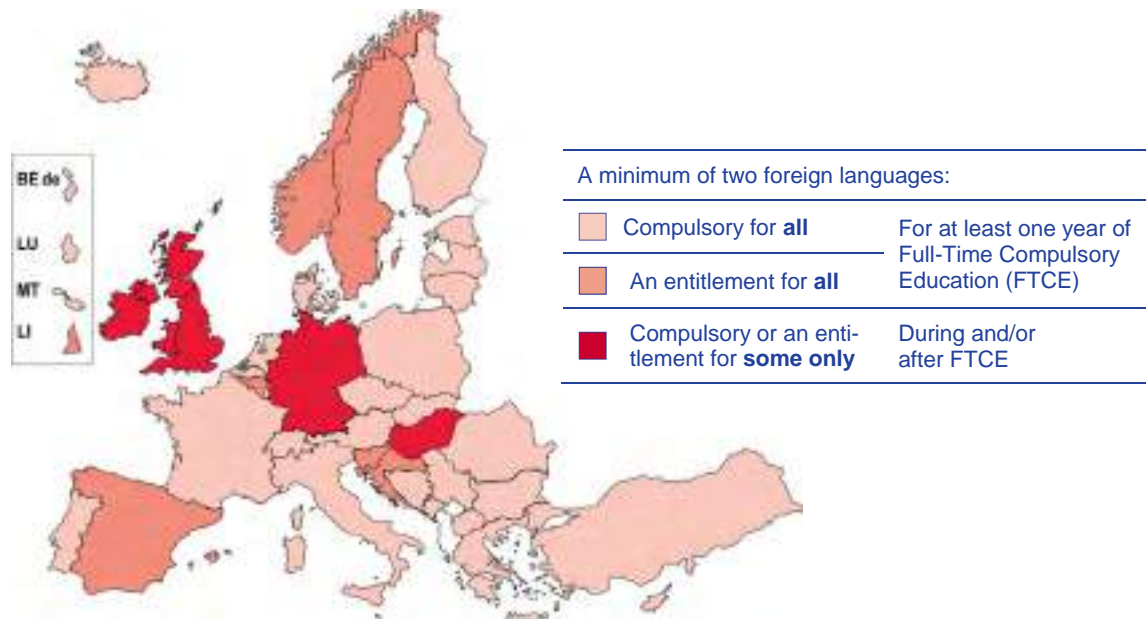 BE de
LU
MT
LI
A minimum of two foreign languages:
Compulsory for all
An entitlement for all
For at least one year of
Full-Time Compulsory
Education (FTCE)
Compulsory or an enti-
tlement for some only
During and/or
after FTCE